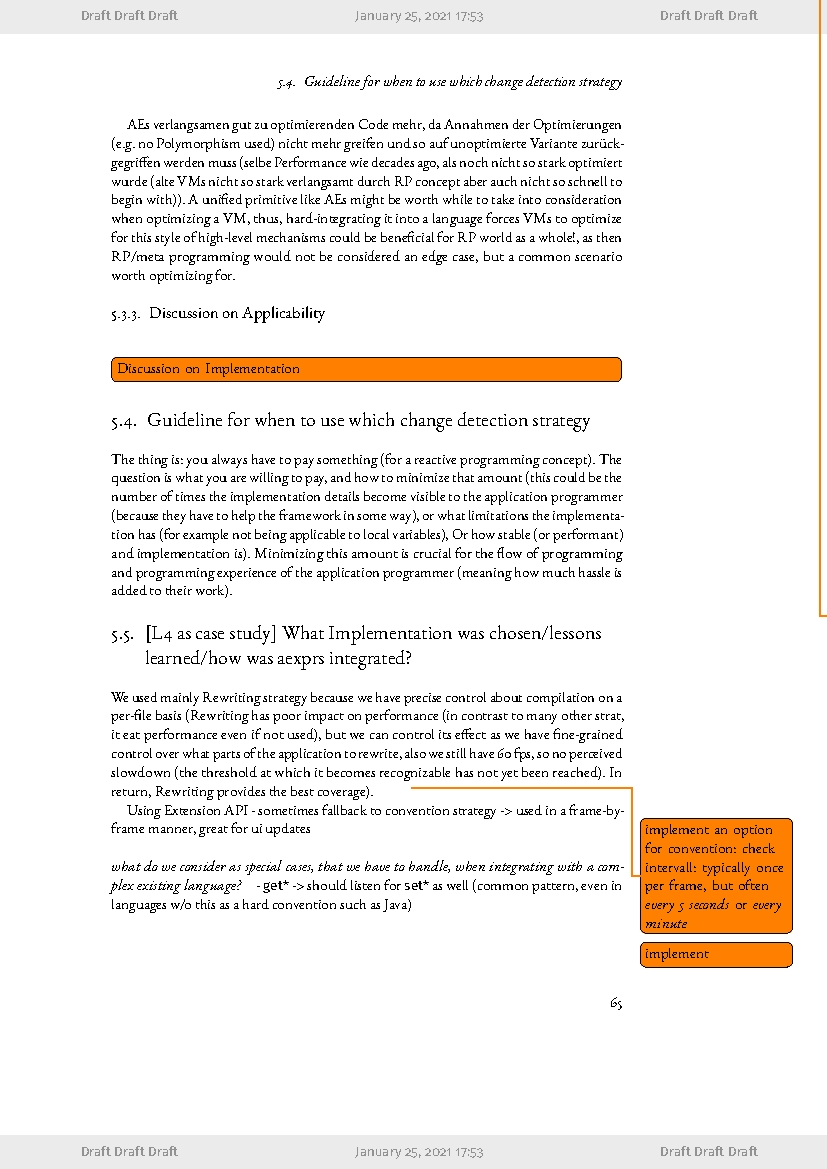 Draft Draft Draft January 25, 2021 17:53 Draft Draft Draft
5.4. Guideline for when to use which change detection strategy
AEs verlangsamen gut zu optimierenden Code mehr, da Annahmen der Optimierungen
(e.g. no Polymorphism used) nicht mehr greifen und so auf unoptimierte Variante zurück-
gegriffen werden muss (selbe Performance wie decades ago, als noch nicht so stark optimiert
wurde (alte VMs nicht so stark verlangsamt durch RP concept aber auch nicht so schnell to
begin with)). A unified primitive like AEs might be worth while to take into consideration
when optimizing a VM, thus, hard-integrating it into a language forces VMs to optimize
for this style of high-level mechanisms could be beneficial for RP world as a whole!, as then
RP/meta programming would not be considered an edge case, but a common scenario
worth optimizing for.
5.3.3. Discussion on Applicability
Discussion on Implementation
5.4. Guideline for when to use which change detection strategy
The thing is: you always have to pay something (for a reactive programming concept). The
question is what you are willing to pay, and how to minimize that amount (this could be the
number of times the implementation details become visible to the application programmer
(because they have to help the framework in some way), or what limitations the implementa-
tion has (for example not being applicable to local variables), Or how stable (or performant)
and implementation is). Minimizing this amount is crucial for the flow of programming
and programming experience of the application programmer (meaning how much hassle is
added to their work).
5.5. [L4 as case study] What Implementation was chosen/lessons
learned/how was aexprs integrated?
We used mainly Rewriting strategy because we have precise control about compilation on a
per-file basis (Rewriting has poor impact on performance (in contrast to many other strat,
it eat performance even if not used), but we can control its effect as we have fine-grained
control over what parts of the application to rewrite, also we still have 60 fps, so no perceived
slowdown (the threshold at which it becomes recognizable has not yet been reached). In
return, Rewriting provides the best coverage).
Using Extension API - sometimes fallback to convention strategy -> used in a frame-by-
frame manner, great for ui updates
what do we consider as special cases, that we have to handle, when integrating with a com-
plex existing language? - get* -> should listen for set* as well (common pattern, even in
languages w/o this as a hard convention such as Java)
implement an option
for convention: check
intervall: typically once
per frame, but often
every 5 seconds or every
minute
implement
65
Draft Draft Draft January 25, 2021 17:53 Draft Draft Draft